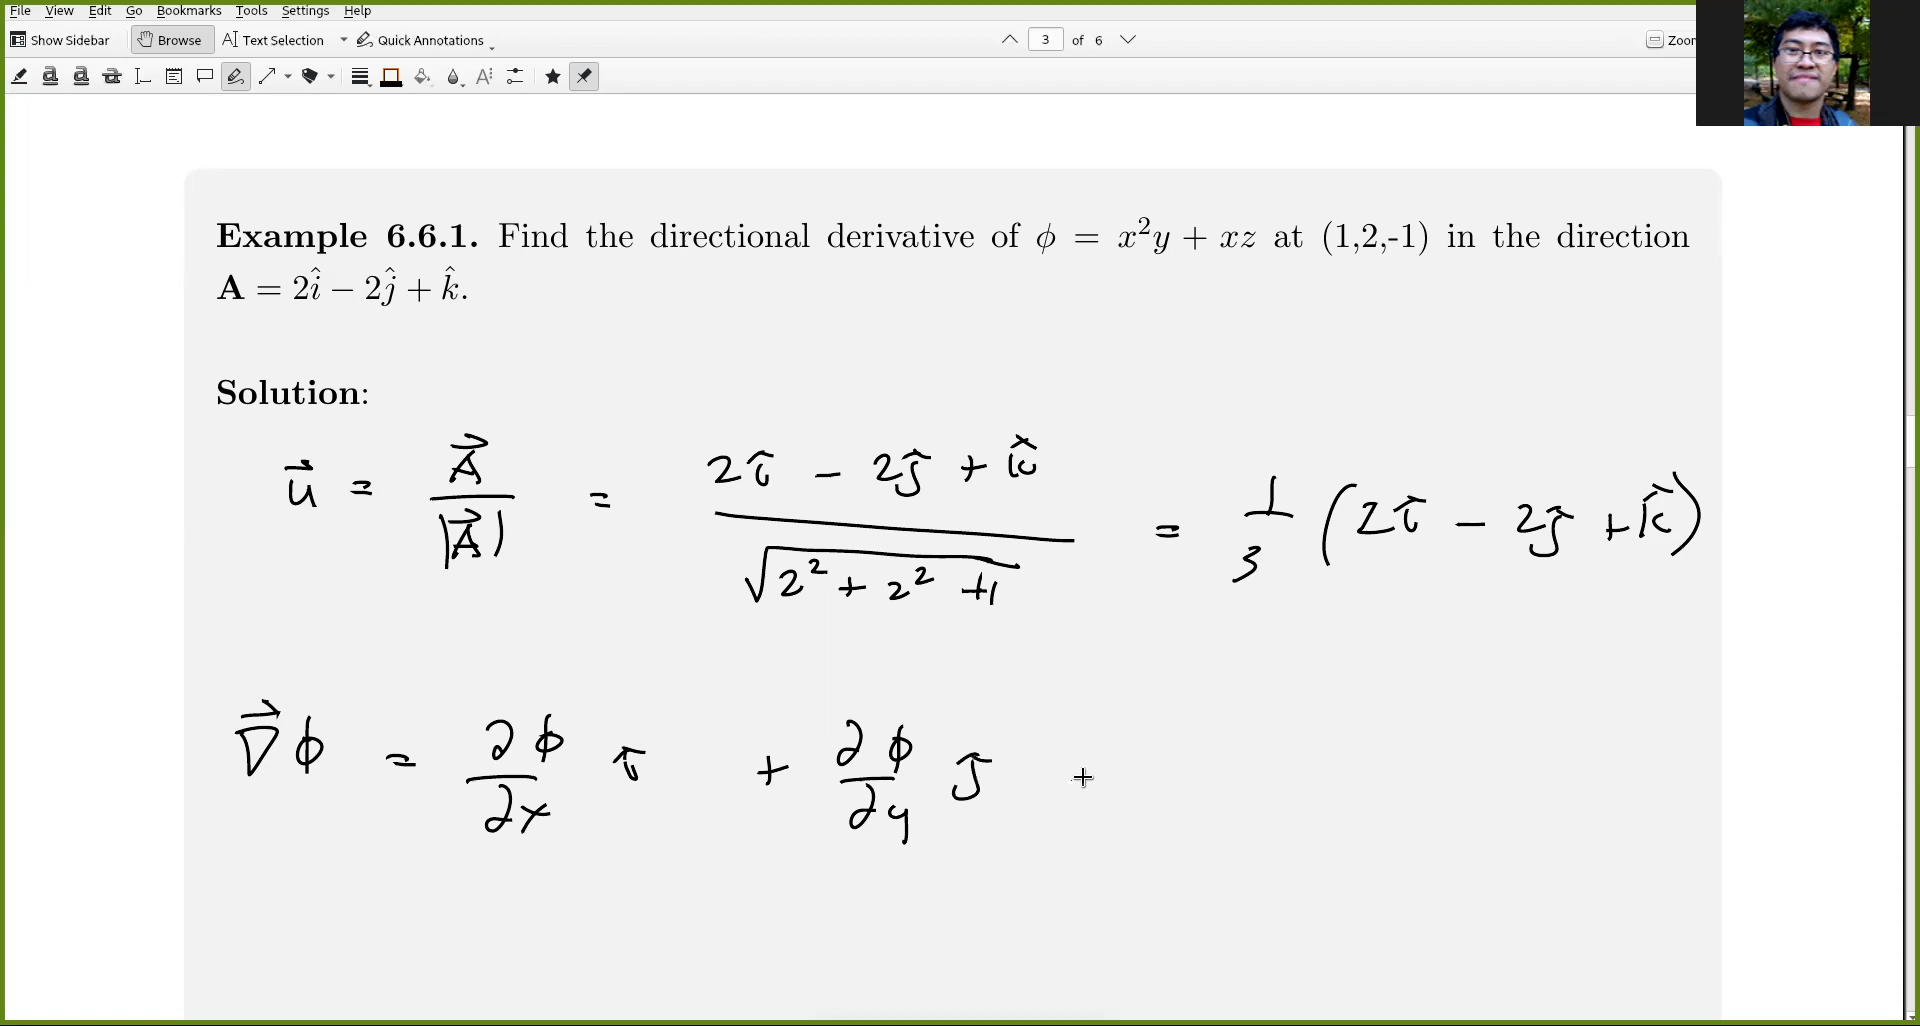 File View Edit Go Bookmarks Tools Settings Help
Show Sidebar Browse Text Selection Quick Annotations 3 of 6
Example 6.6.1. Find the directional derivative of ϕ = x²y + xz at (1,2,-1) in the direction
A = 2î − 2ĵ + k̂.
Solution:
u⃗ = A⃗ / |A⃗| = (2î − 2ĵ + k̂) / √(2² + 2² + 1) = 1/3 (2î − 2ĵ + k̂)
∇⃗ϕ = ∂ϕ/∂x î + ∂ϕ/∂y ĵ